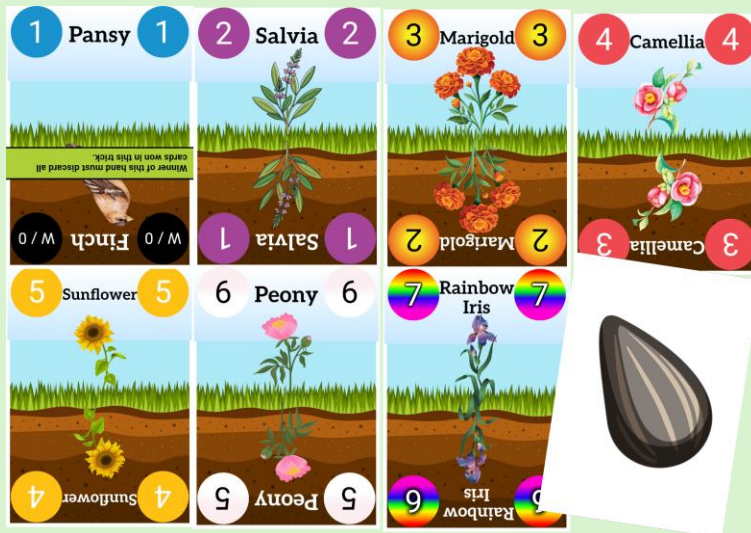 1 Pansy 1
Winner of this hand must discard all
cards won in this trick.
W / 0 Finch W / 0
2 Salvia 2
1 Salvia 1
3 Marigold 3
2 Marigold 2
4 Camellia 4
3 Camellia 3
5 Sunflower 5
4 Sunflower 4
6 Peony 6
5 Peony 5
7 Rainbow 7
Iris
Rainbow 6
Iris